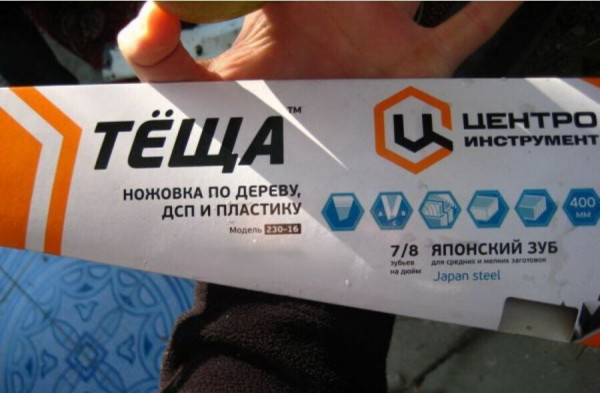 ТЁЩА™
НОЖОВКА ПО ДЕРЕВУ,
ДСП И ПЛАСТИКУ
Модель 230-16
ЦЕНТРО
ИНСТРУМЕНТ
A B C
400
ММ
7/8
зубьев
на дюйм
ЯПОНСКИЙ ЗУБ
для средних и мелких заготовок
Japan steel